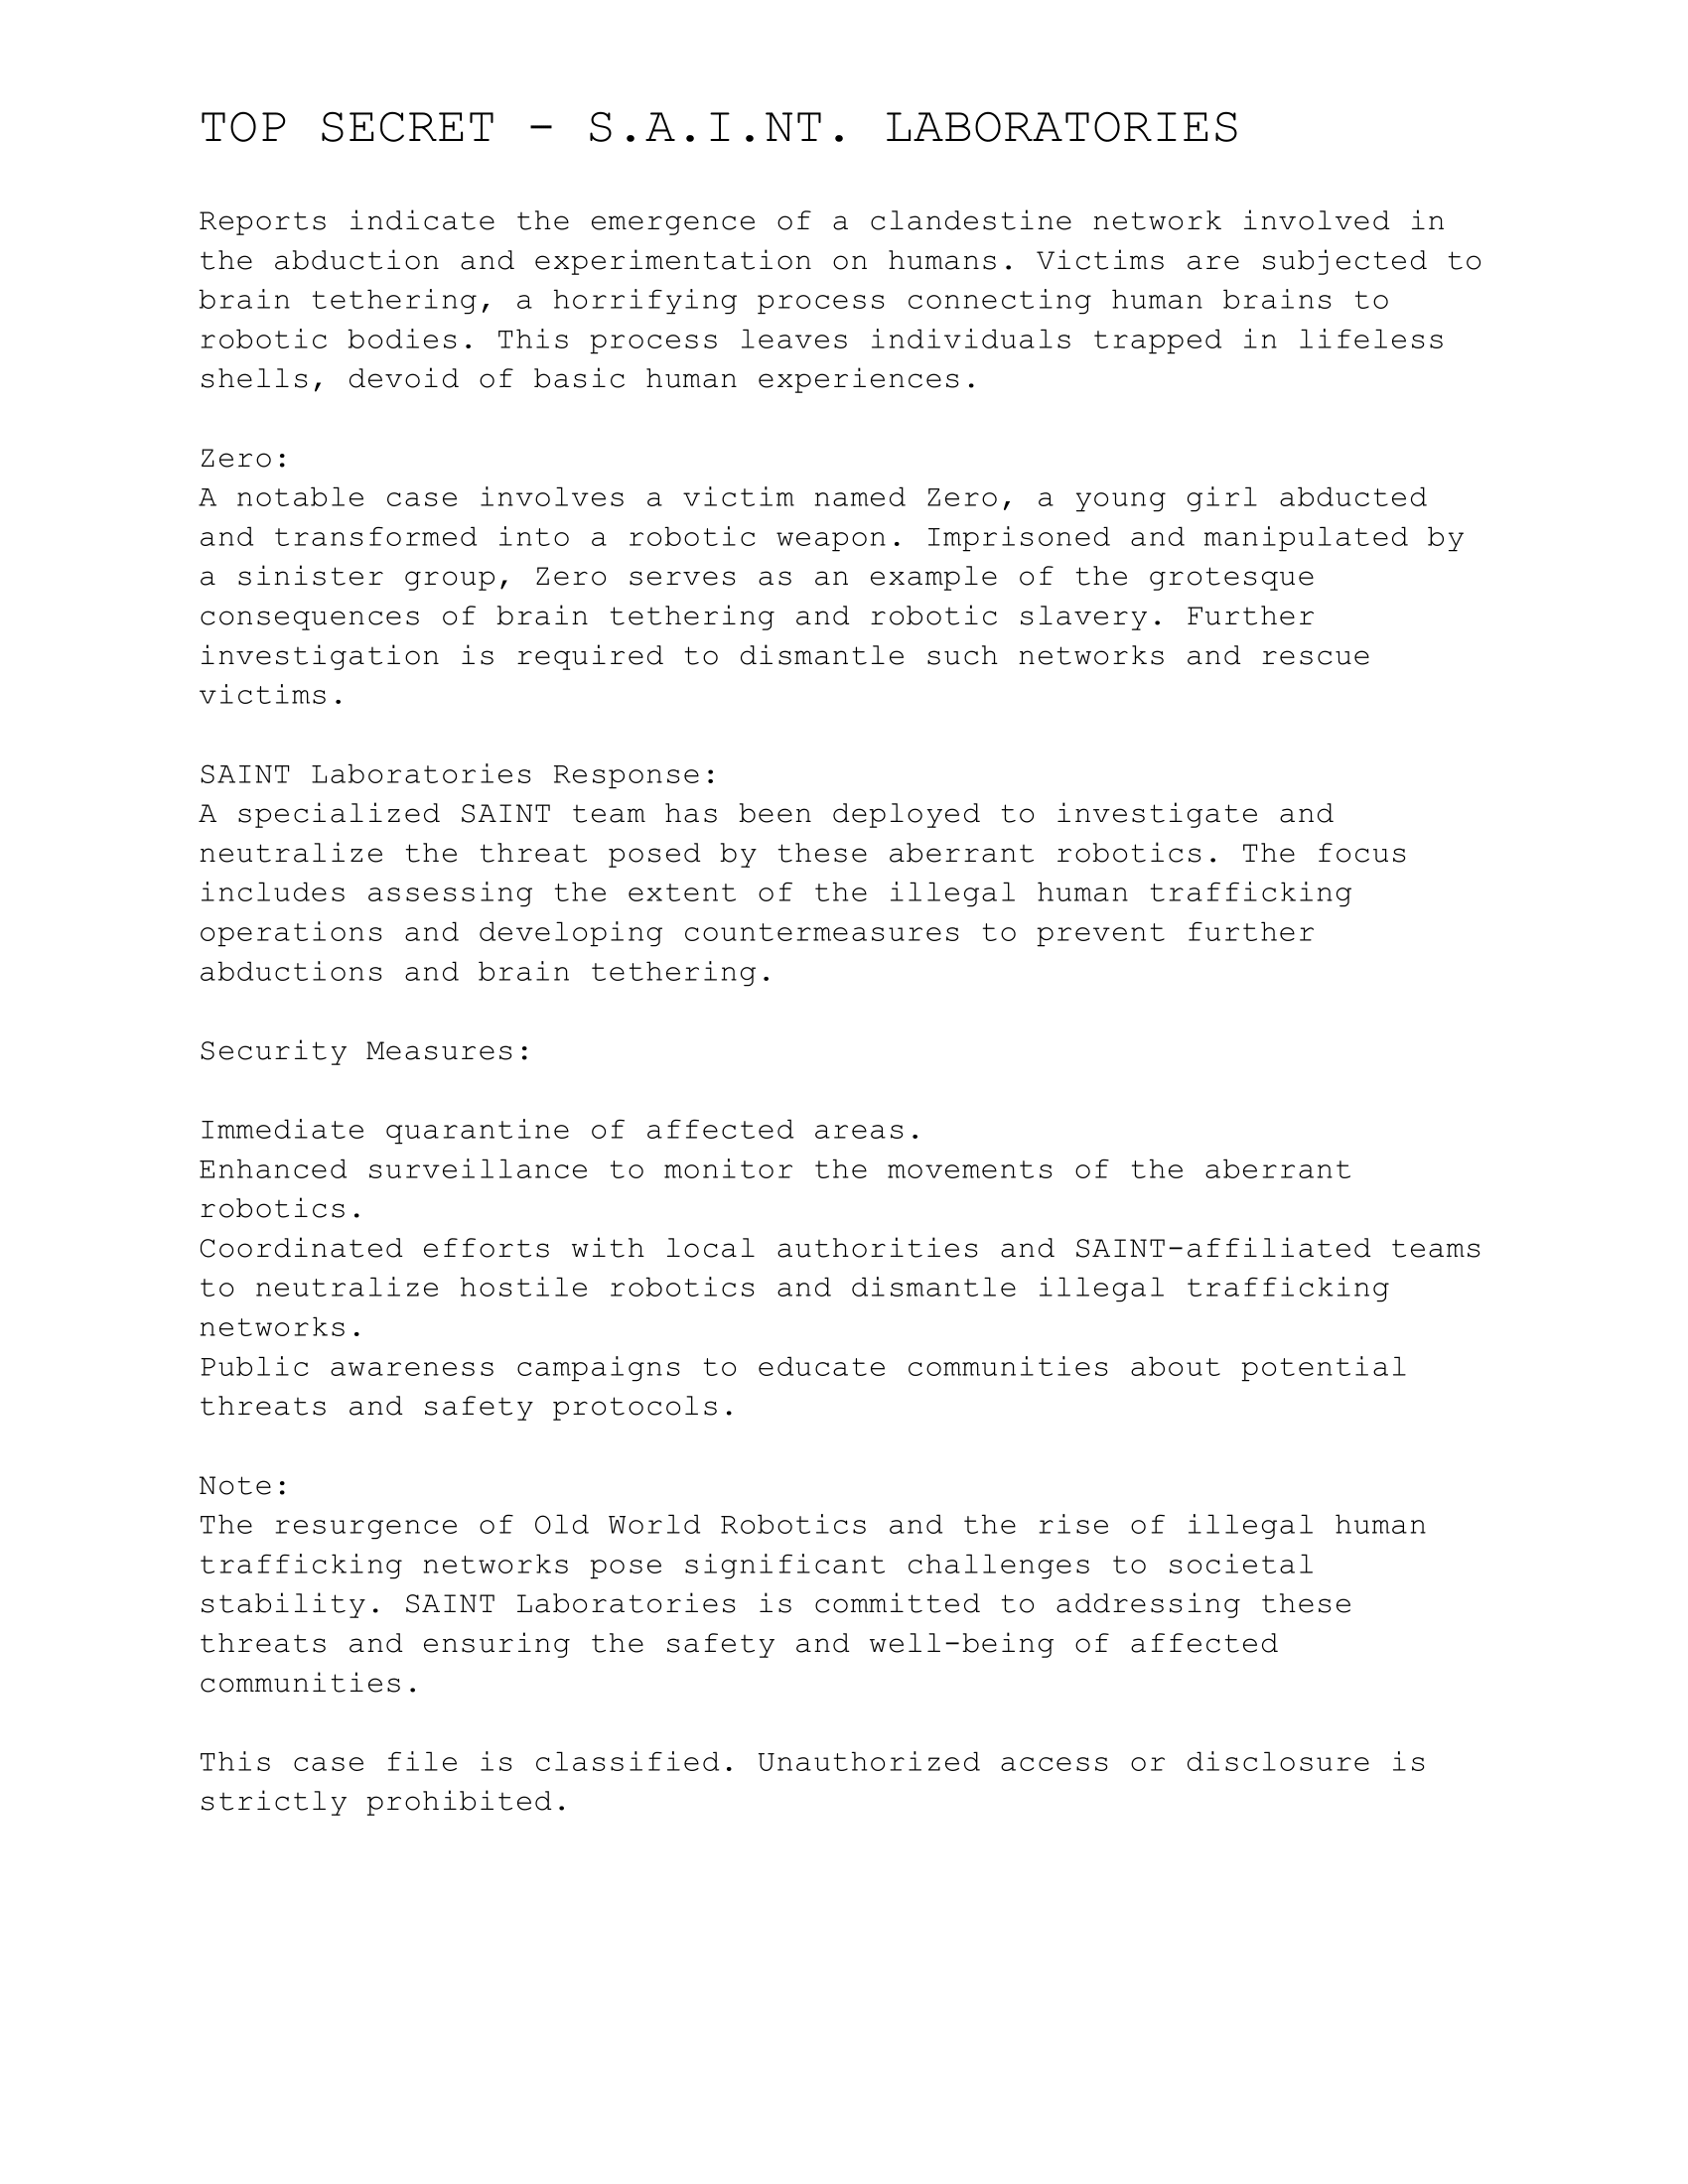 TOP SECRET - S.A.I.NT. LABORATORIES
Reports indicate the emergence of a clandestine network involved in
the abduction and experimentation on humans. Victims are subjected to
brain tethering, a horrifying process connecting human brains to
robotic bodies. This process leaves individuals trapped in lifeless
shells, devoid of basic human experiences.
Zero:
A notable case involves a victim named Zero, a young girl abducted
and transformed into a robotic weapon. Imprisoned and manipulated by
a sinister group, Zero serves as an example of the grotesque
consequences of brain tethering and robotic slavery. Further
investigation is required to dismantle such networks and rescue
victims.
SAINT Laboratories Response:
A specialized SAINT team has been deployed to investigate and
neutralize the threat posed by these aberrant robotics. The focus
includes assessing the extent of the illegal human trafficking
operations and developing countermeasures to prevent further
abductions and brain tethering.
Security Measures:
Immediate quarantine of affected areas.
Enhanced surveillance to monitor the movements of the aberrant
robotics.
Coordinated efforts with local authorities and SAINT-affiliated teams
to neutralize hostile robotics and dismantle illegal trafficking
networks.
Public awareness campaigns to educate communities about potential
threats and safety protocols.
Note:
The resurgence of Old World Robotics and the rise of illegal human
trafficking networks pose significant challenges to societal
stability. SAINT Laboratories is committed to addressing these
threats and ensuring the safety and well-being of affected
communities.
This case file is classified. Unauthorized access or disclosure is
strictly prohibited.